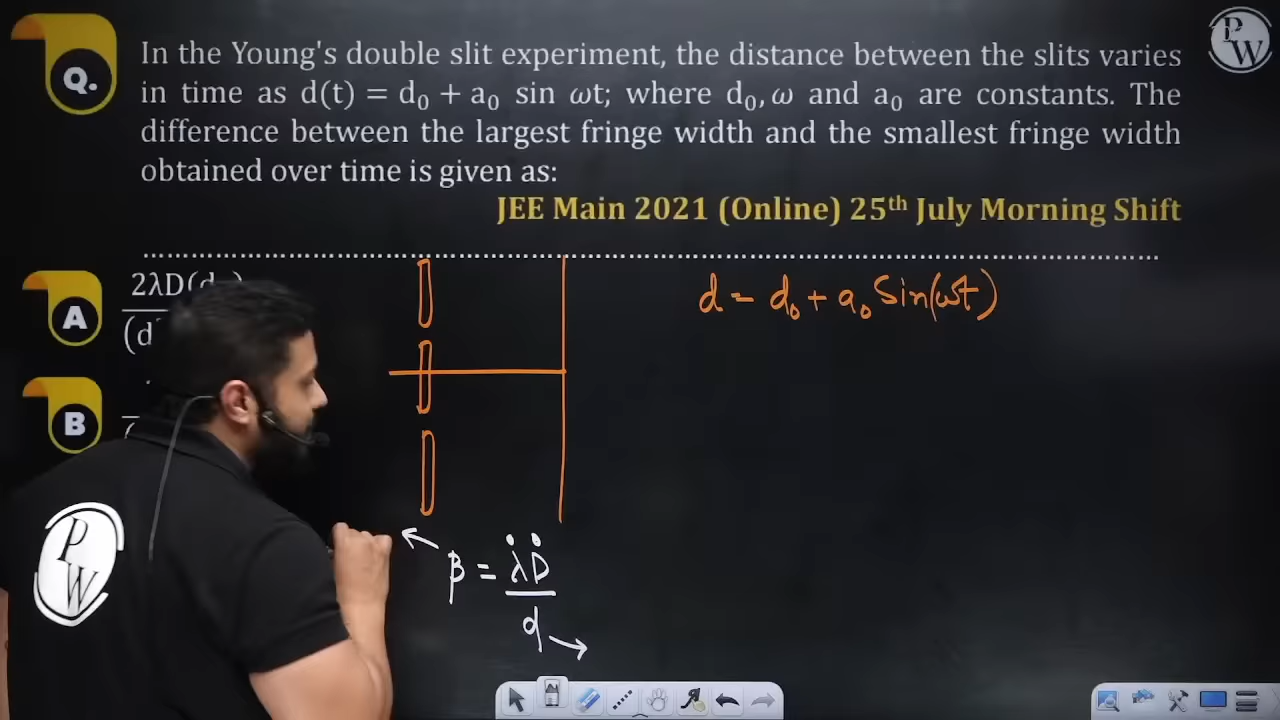 Q.
In the Young's double slit experiment, the distance between the slits varies
in time as d(t) = d₀ + a₀ sin ωt; where d₀, ω and a₀ are constants. The
difference between the largest fringe width and the smallest fringe width
obtained over time is given as:
JEE Main 2021 (Online) 25th July Morning Shift
A
2λD(d
(d
B
d = d₀ + a₀ Sin(ωt)
β = λD
d
P
W
P
W